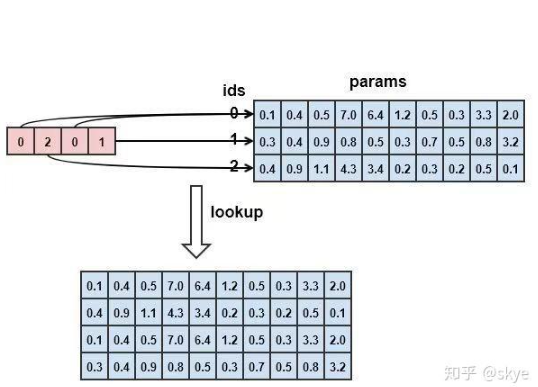 params
ids
0 0.1 0.4 0.5 7.0 6.4 1.2 0.5 0.3 3.3 2.0
0 2 0 1 1 0.3 0.4 0.9 0.8 0.5 0.3 0.7 0.5 0.8 3.2
2 0.4 0.9 1.1 4.3 3.4 0.2 0.3 0.2 0.5 0.1
lookup
0.1 0.4 0.5 7.0 6.4 1.2 0.5 0.3 3.3 2.0
0.4 0.9 1.1 4.3 3.4 0.2 0.3 0.2 0.5 0.1
0.1 0.4 0.5 7.0 6.4 1.2 0.5 0.3 3.3 2.0
0.3 0.4 0.9 0.8 0.5 0.3 0.7 0.5 0.8 3.2
知乎 @skye